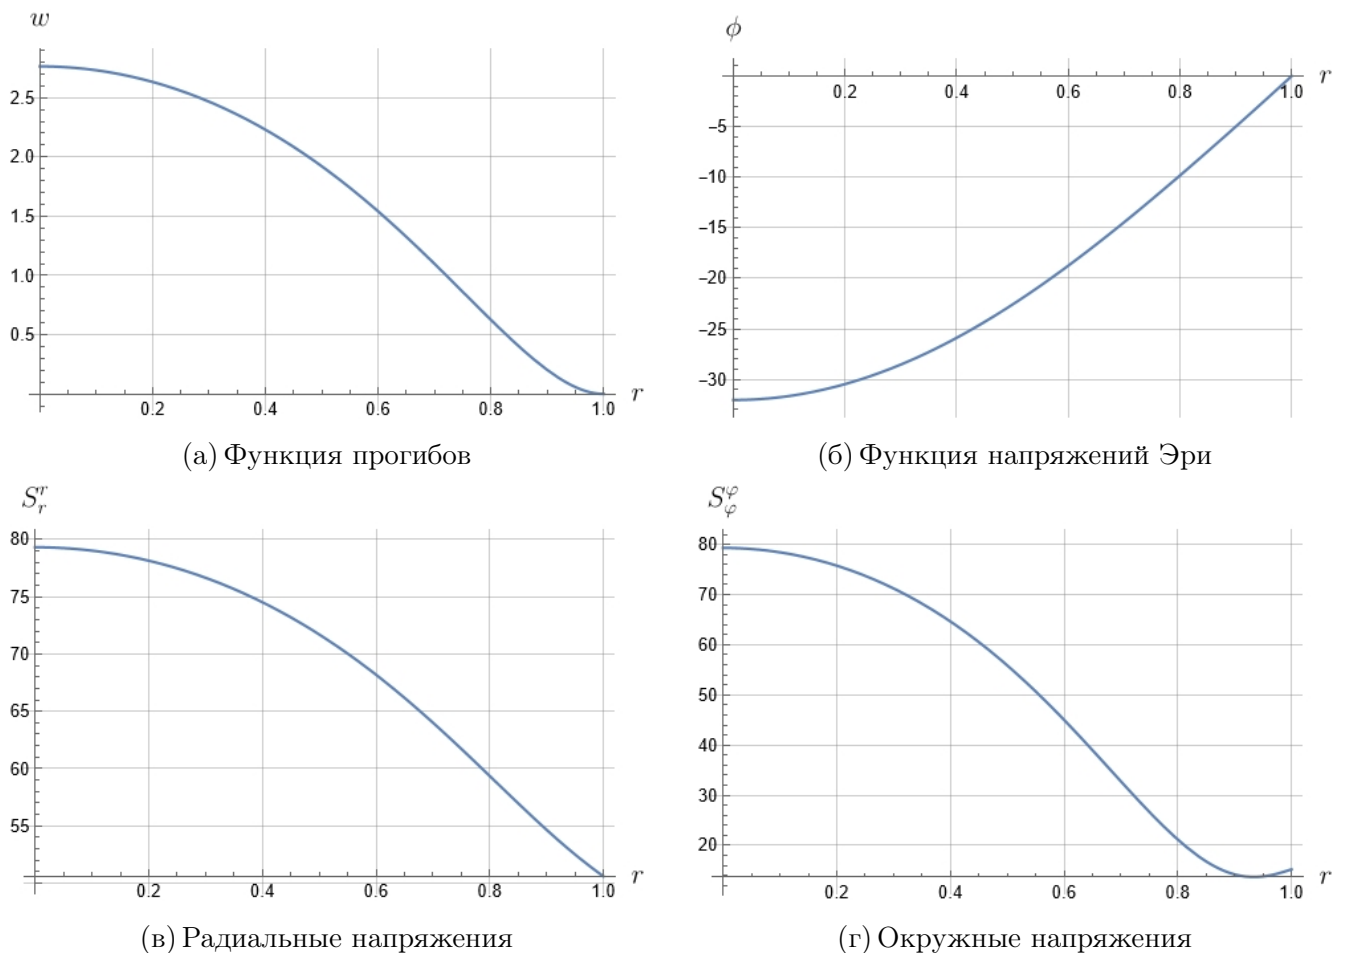 w
2.5
2.0
1.5
1.0
0.5
0.2 0.4 0.6 0.8 1.0 r
(а) Функция прогибов
ϕ
0.2 0.4 0.6 0.8 1.0 r
−5
−10
−15
−20
−25
−30
(б) Функция напряжений Эри
S_r^r
80
75
70
65
60
55
0.2 0.4 0.6 0.8 1.0 r
(в) Радиальные напряжения
S_φ^φ
80
70
60
50
40
30
20
0.2 0.4 0.6 0.8 1.0 r
(г) Окружные напряжения